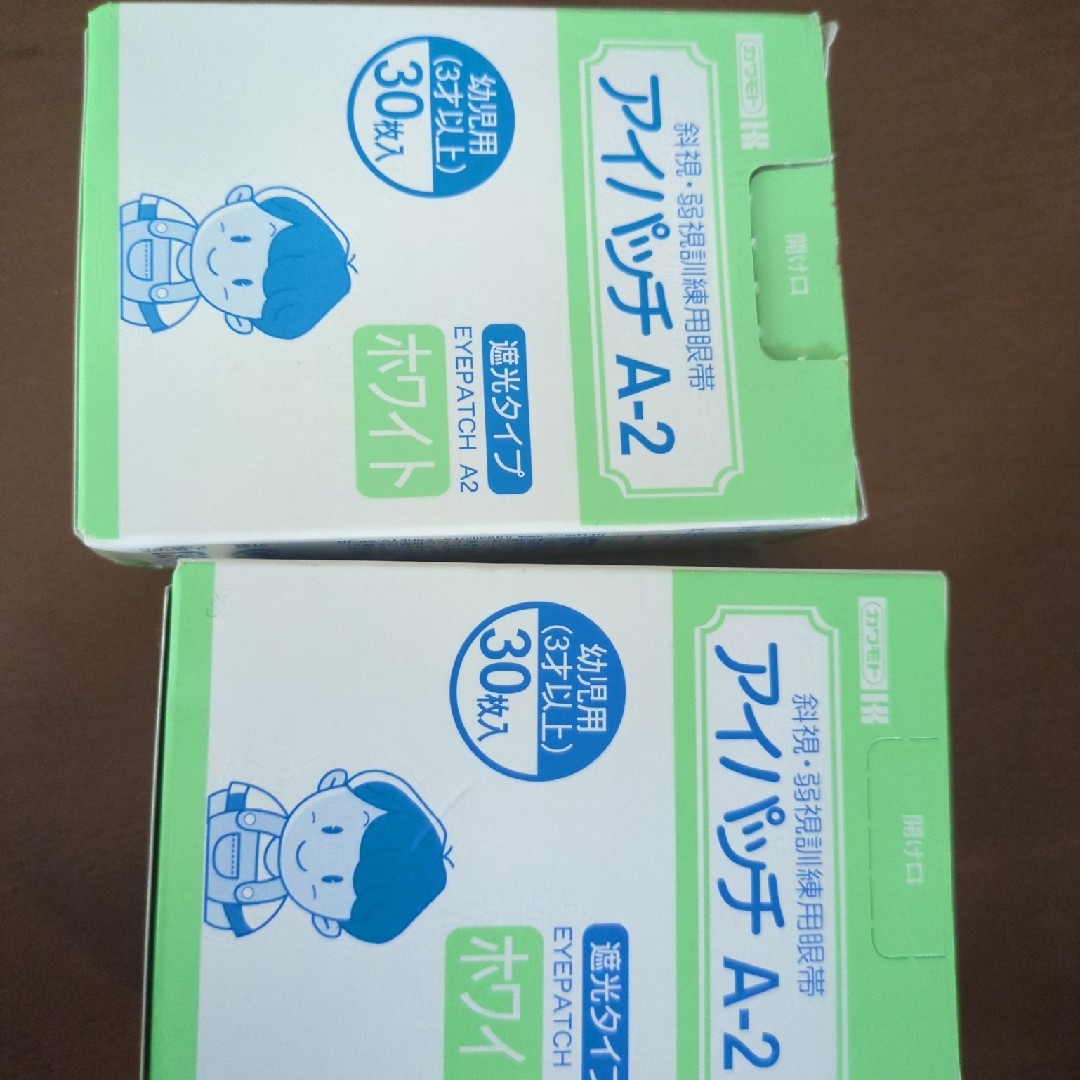 カワモト
開け口
斜視・弱視訓練用眼帯
アイパッチ A-2
幼児用
(3才以上)
30枚入
遮光タイプ
EYEPATCH A2
ホワイト
カワモト
開け口
斜視・弱視訓練用眼帯
アイパッチ A-2
幼児用
(3才以上)
30枚入
遮光タイプ
EYEPATCH
ホワイ